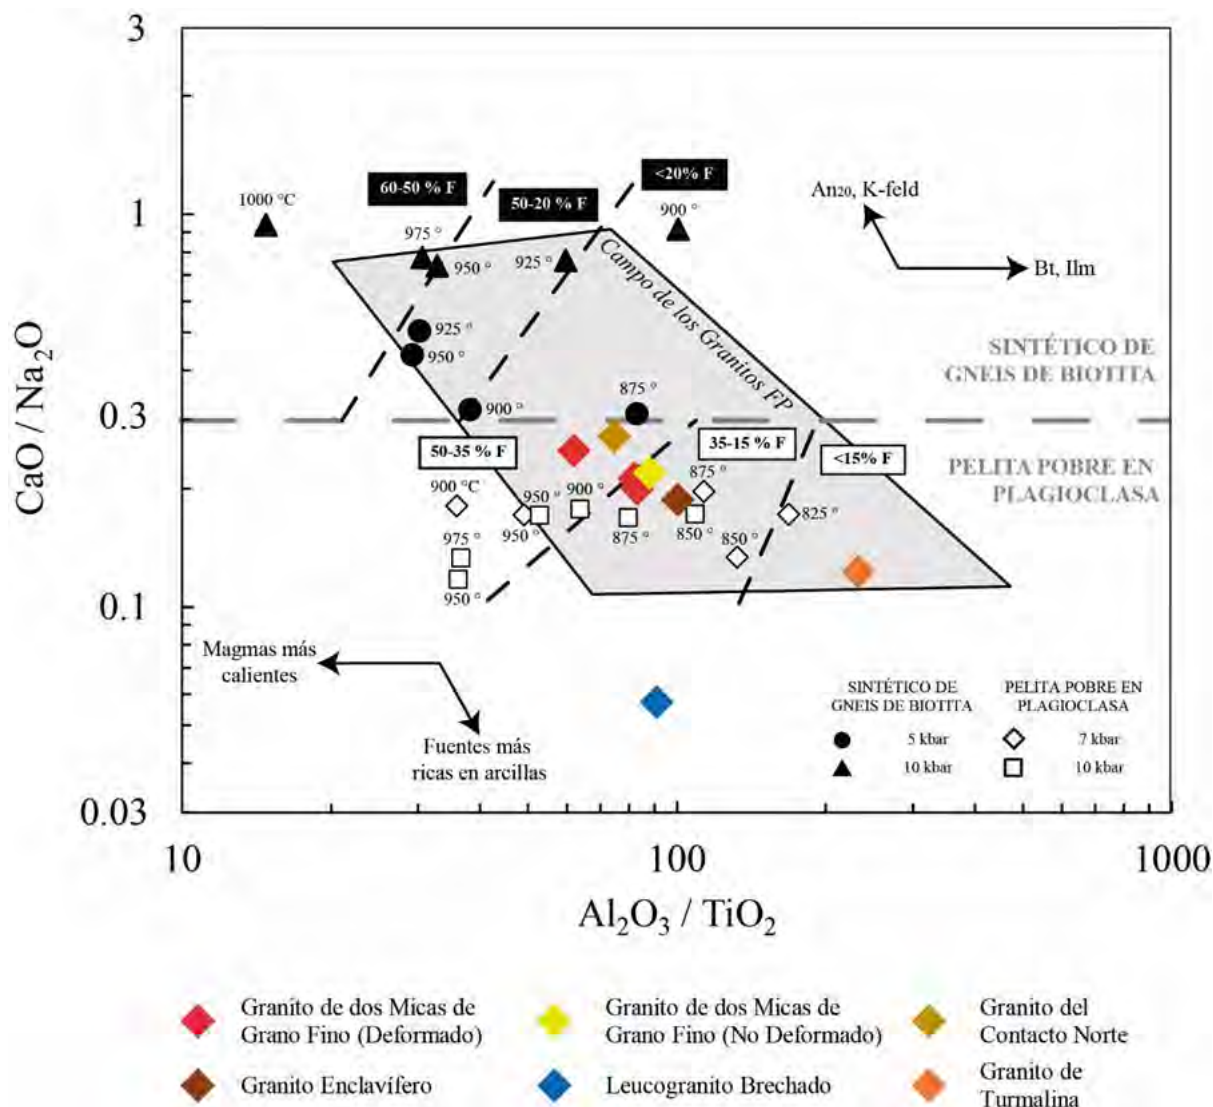 3
1
0.3
0.1
0.03
CaO / Na2O
10
100
1000
Al2O3 / TiO2
60-50 % F
50-20 % F
<20% F
1000 °C
975 °
950 °
925 °
900 °
An20, K-feld
Bt, Ilm
Campo de los Granitos FP
925 °
950 °
900 °
875 °
SINTÉTICO DE
GNEIS DE BIOTITA
50-35 % F
35-15 % F
<15% F
PELITA POBRE EN
PLAGIOCLASA
900 °C
950 °
900 °
875 °
975 °
950 °
875 °
850 °
850 °
825 °
950 °
Magmas más
calientes
Fuentes más
ricas en arcillas
SINTÉTICO DE
GNEIS DE BIOTITA
5 kbar
10 kbar
PELITA POBRE EN
PLAGIOCLASA
7 kbar
10 kbar
Granito de dos Micas de
Grano Fino (Deformado)
Granito de dos Micas de
Grano Fino (No Deformado)
Granito del
Contacto Norte
Granito Enclavífero
Leucogranito Brechado
Granito de
Turmalina